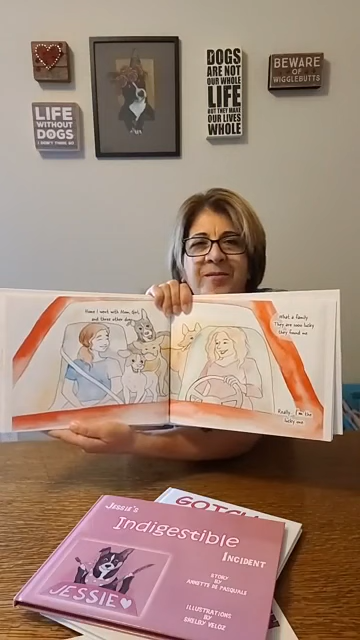 LIFE
WITHOUT
DOGS
I DON'T THINK SO
DOGS
ARE NOT
OUR WHOLE
LIFE
BUT THEY MAKE
OUR LIVES
WHOLE
BEWARE
OF
WIGGLEBUTTS
Home I went with them
and three other dogs
What a family
They are sooo lucky
they found me
Really... I'm the
lucky one
GOTCH
JESSIE'S
Indigestible
INCIDENT
STORY
BY
ANNETTE DE PASQUALE
ILLUSTRATIONS
BY
SHELBY VELOZ
JESSIE